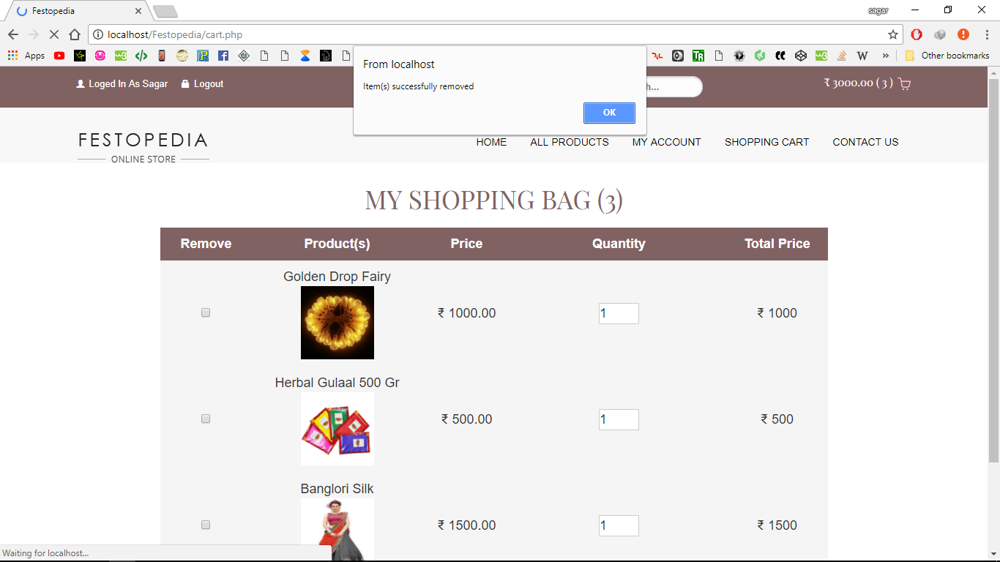 Festopedia
sagar
localhost/Festopedia/cart.php
Apps
Other bookmarks
From localhost
Item(s) successfully removed
OK
Loged In As Sagar
Logout
₹ 3000.00 ( 3 )
FESTOPEDIA
ONLINE STORE
HOME
ALL PRODUCTS
MY ACCOUNT
SHOPPING CART
CONTACT US
MY SHOPPING BAG (3)
Remove Product(s) Price Quantity Total Price
Golden Drop Fairy
₹ 1000.00 1 ₹ 1000
Herbal Gulaal 500 Gr
₹ 500.00 1 ₹ 500
Banglori Silk
₹ 1500.00 1 ₹ 1500
Waiting for localhost...